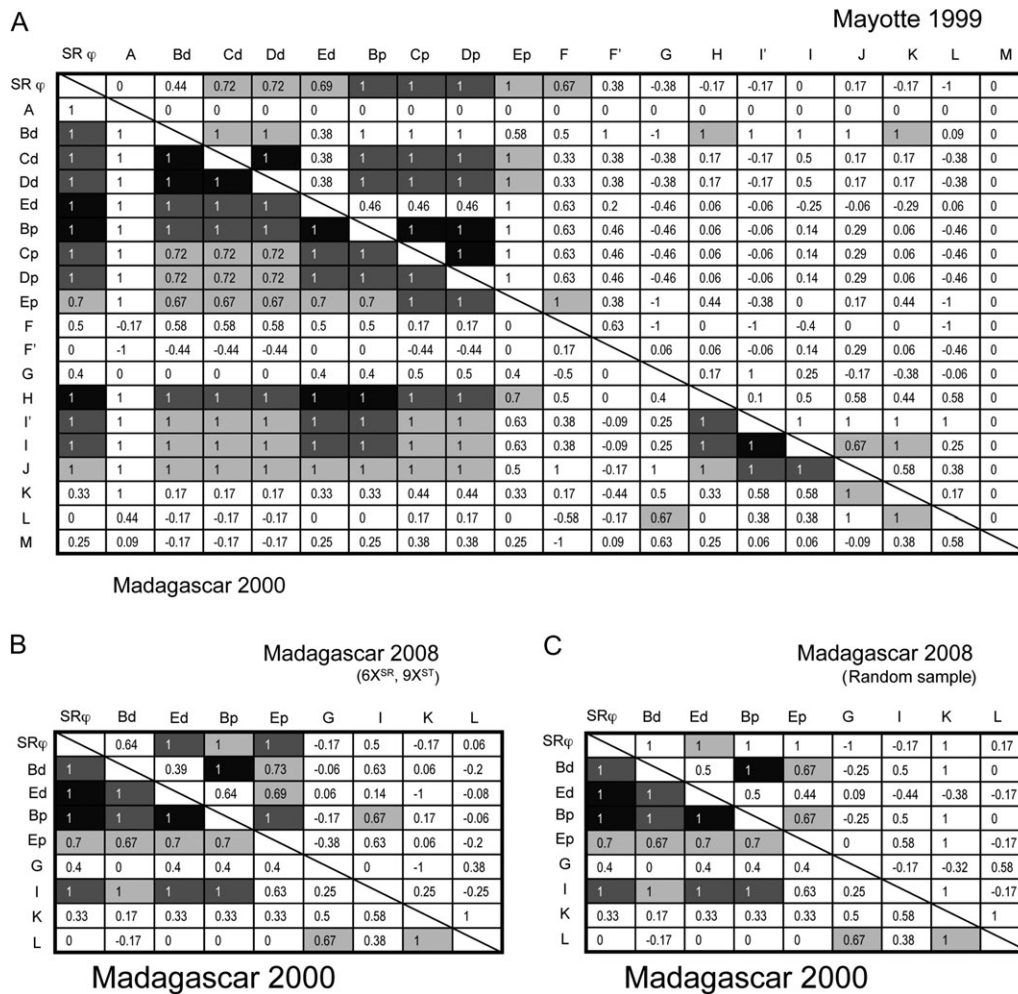 A
Mayotte 1999
SR φ A Bd Cd Dd Ed Bp Cp Dp Ep F F' G H I' I J K L M
SR φ 0 0.44 0.72 0.72 0.69 1 1 1 1 0.67 0.38 -0.38 -0.17 -0.17 0 0.17 -0.17 -1 0
A 1 0 0 0 0 0 0 0 0 0 0 0 0 0 0 0 0 0 0
Bd 1 1 1 1 0.38 1 1 1 0.58 0.5 1 -1 1 1 1 1 1 0.09 0
Cd 1 1 1 1 0.38 1 1 1 1 0.33 0.38 -0.38 0.17 -0.17 0.5 0.17 0.17 -0.38 0
Dd 1 1 1 1 0.38 1 1 1 1 0.33 0.38 -0.38 0.17 -0.17 0.5 0.17 0.17 -0.38 0
Ed 1 1 1 1 1 0.46 0.46 0.46 1 0.63 0.2 -0.46 0.06 -0.06 -0.25 -0.06 -0.29 0.06 0
Bp 1 1 1 1 1 1 1 1 1 0.63 0.46 -0.46 0.06 -0.06 0.14 0.29 0.06 -0.46 0
Cp 1 1 0.72 0.72 0.72 1 1 1 1 0.63 0.46 -0.46 0.06 -0.06 0.14 0.29 0.06 -0.46 0
Dp 1 1 0.72 0.72 0.72 1 1 1 1 0.63 0.46 -0.46 0.06 -0.06 0.14 0.29 0.06 -0.46 0
Ep 0.7 1 0.67 0.67 0.67 0.7 0.7 1 1 1 0.38 -1 0.44 -0.38 0 0.17 0.44 -1 0
F 0.5 -0.17 0.58 0.58 0.58 0.5 0.5 0.17 0.17 0 0.63 -1 0 -1 -0.4 0 0 -1 0
F' 0 -1 -0.44 -0.44 -0.44 0 0 -0.44 -0.44 0 0.17 0.06 0.06 -0.06 0.14 0.29 0.06 -0.46 0
G 0.4 0 0 0 0 0.4 0.4 0.5 0.5 0.4 -0.5 0 0.17 1 0.25 -0.17 -0.38 -0.06 0
H 1 1 1 1 1 1 1 1 1 0.7 0.5 0 0.4 0.1 0.5 0.58 0.44 0.58 0
I' 1 1 1 1 1 1 1 1 1 0.63 0.38 -0.09 0.25 1 1 1 1 1 0
I 1 1 1 1 1 1 1 1 1 0.63 0.38 -0.09 0.25 1 1 0.67 1 0.25 0
J 1 1 1 1 1 1 1 1 1 0.5 1 -0.17 1 1 1 1 0.58 0.38 0
K 0.33 1 0.17 0.17 0.17 0.33 0.33 0.44 0.44 0.33 0.17 -0.44 0.5 0.33 0.58 0.58 1 0.17 0
L 0 0.44 -0.17 -0.17 -0.17 0 0 0.17 0.17 0 -0.58 -0.17 0.67 0 0.38 0.38 1 1 0
M 0.25 0.09 -0.17 -0.17 -0.17 0.25 0.25 0.38 0.38 0.25 -1 0.09 0.63 0.25 0.06 0.06 -0.09 0.38 0.58
Madagascar 2000
B
Madagascar 2008
(6X^SR, 9X^ST)
SRφ Bd Ed Bp Ep G I K L
SRφ 0.64 1 1 1 -0.17 0.5 -0.17 0.06
Bd 1 0.39 1 0.73 -0.06 0.63 0.06 -0.2
Ed 1 1 0.64 0.69 0.06 0.14 -1 -0.08
Bp 1 1 1 1 -0.17 0.67 0.17 -0.06
Ep 0.7 0.67 0.7 0.7 -0.38 0.63 0.06 -0.2
G 0.4 0 0.4 0.4 0.4 0 -1 0.38
I 1 1 1 1 0.63 0.25 0.25 -0.25
K 0.33 0.17 0.33 0.33 0.33 0.5 0.58 1
L 0 -0.17 0 0 0 0.67 0.38 1
Madagascar 2000
C
Madagascar 2008
(Random sample)
SRφ Bd Ed Bp Ep G I K L
SRφ 1 1 1 1 -1 -0.17 1 0.17
Bd 1 0.5 1 0.67 -0.25 0.5 1 0
Ed 1 1 0.5 0.44 0.09 -0.44 -0.38 -0.17
Bp 1 1 1 0.67 -0.25 0.5 1 0
Ep 0.7 0.67 0.7 0.7 0 0.58 1 -0.17
G 0.4 0 0.4 0.4 0.4 -0.17 -0.32 0.58
I 1 1 1 1 0.63 0.25 1 -0.17
K 0.33 0.17 0.33 0.33 0.33 0.5 0.58 1
L 0 -0.17 0 0 0 0.67 0.38 1
Madagascar 2000